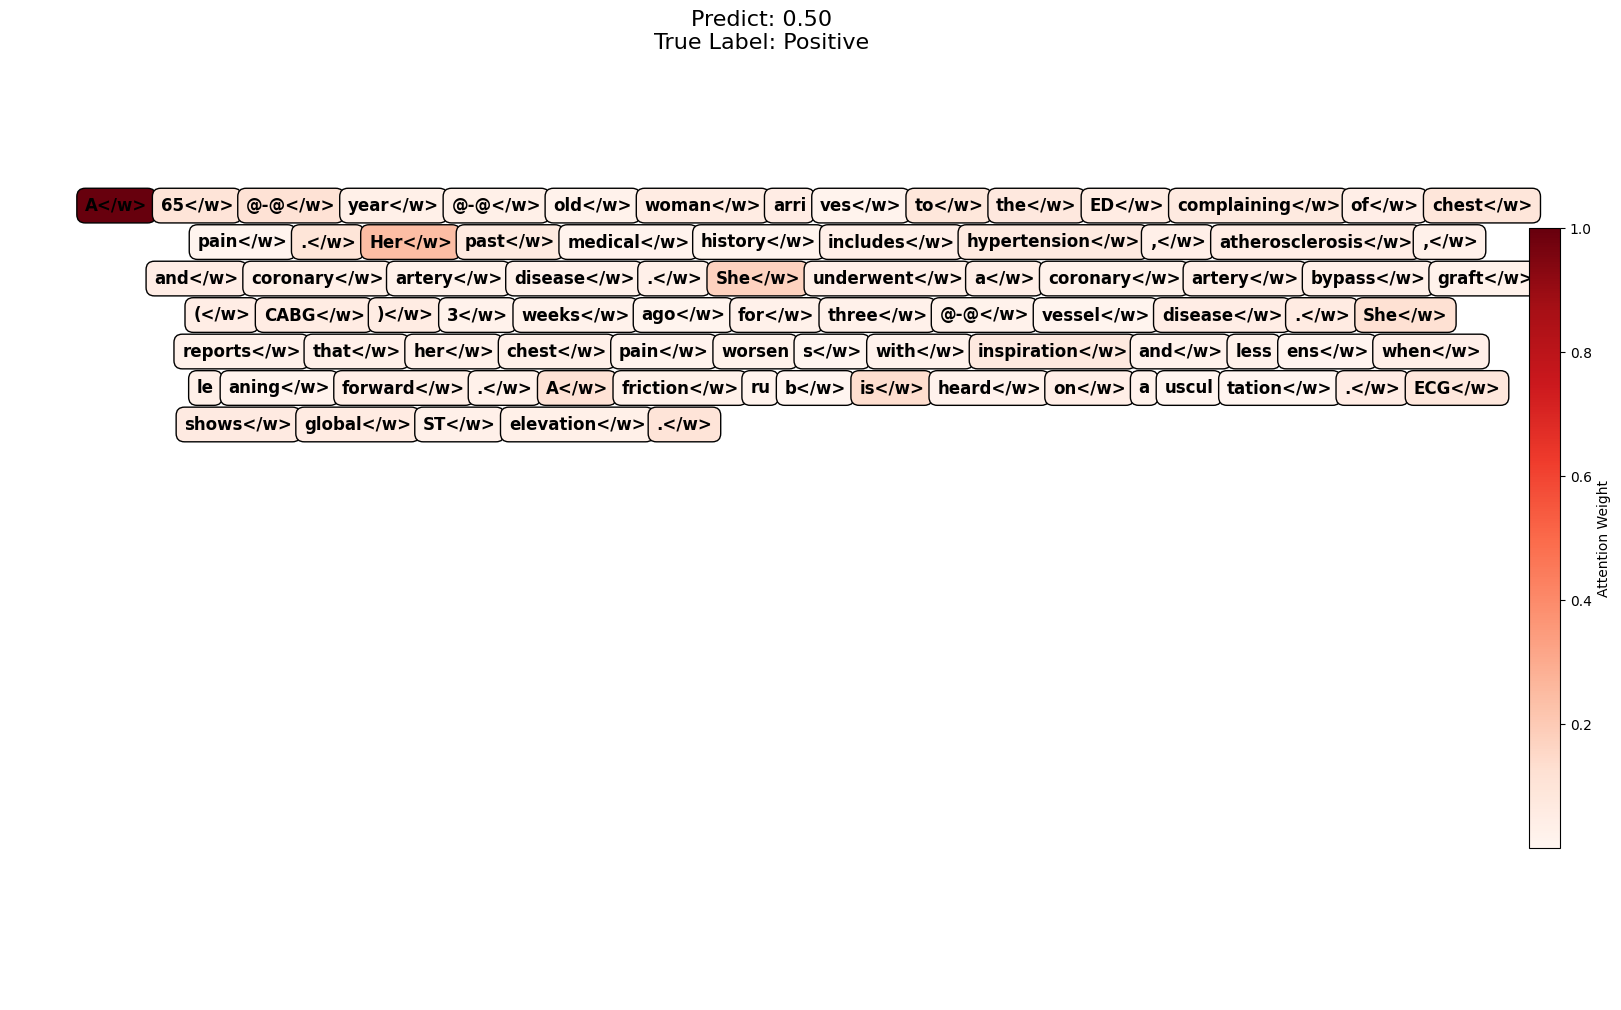 Predict: 0.50
True Label: Positive
A</w> 65</w> @-@</w> year</w> @-@</w> old</w> woman</w> arri ves</w> to</w> the</w> ED</w> complaining</w> of</w> chest</w>
pain</w> .</w> Her</w> past</w> medical</w> history</w> includes</w> hypertension</w> ,</w> atherosclerosis</w> ,</w>
and</w> coronary</w> artery</w> disease</w> .</w> She</w> underwent</w> a</w> coronary</w> artery</w> bypass</w> graft</w>
(</w> CABG</w> )</w> 3</w> weeks</w> ago</w> for</w> three</w> @-@</w> vessel</w> disease</w> .</w> She</w>
reports</w> that</w> her</w> chest</w> pain</w> worsen s</w> with</w> inspiration</w> and</w> less ens</w> when</w>
le aning</w> forward</w> .</w> A</w> friction</w> ru b</w> is</w> heard</w> on</w> a uscul tation</w> .</w> ECG</w>
shows</w> global</w> ST</w> elevation</w> .</w>
1.0
0.8
0.6
0.4
0.2
Attention Weight